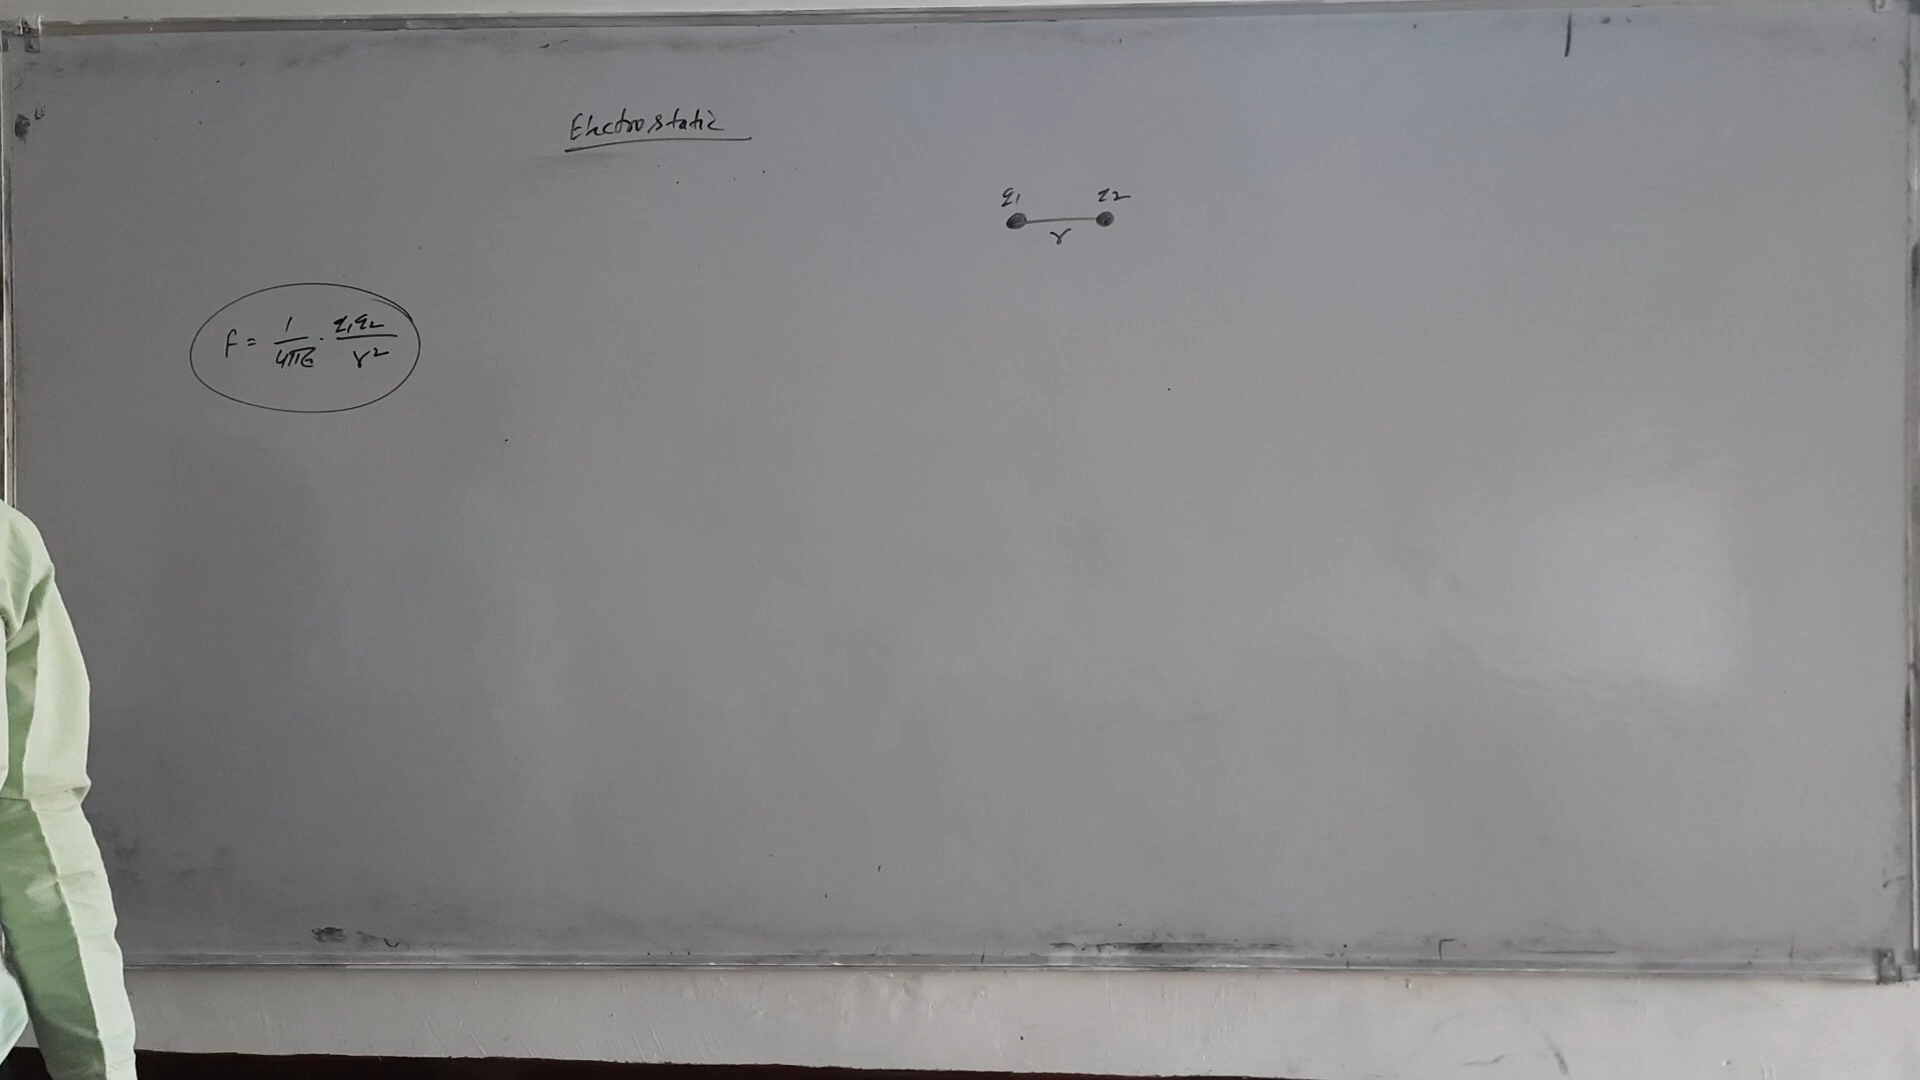 Electrostatic
q1 q2
r
F = 1/4πε · q1q2/r²